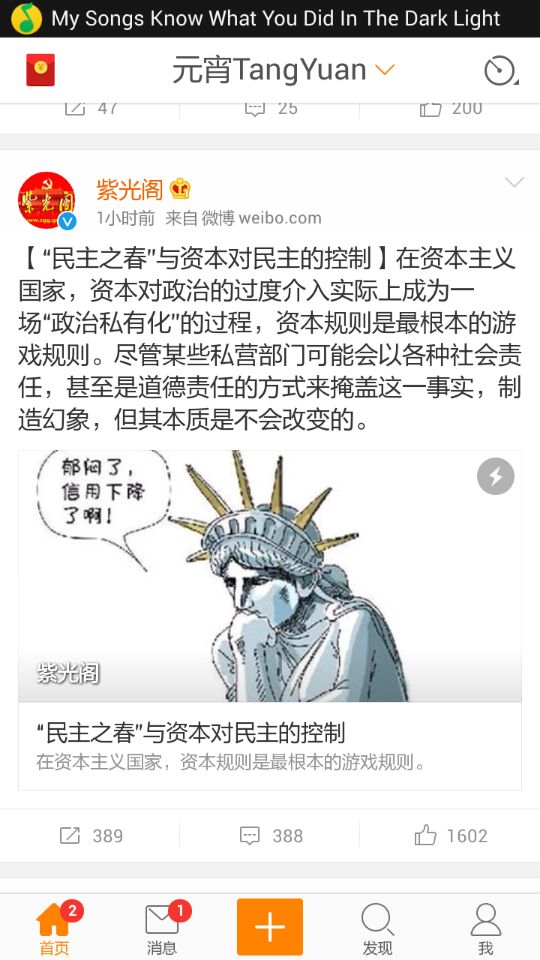 My Songs Know What You Did In The Dark Light
元宵TangYuan
47 25 200
紫光阁
紫光阁
1小时前 来自 微博 weibo.com
【 “民主之春”与资本对民主的控制 】在资本主义
国家，资本对政治的过度介入实际上成为一
场“政治私有化”的过程，资本规则是最根本的游
戏规则。尽管某些私营部门可能会以各种社会责
任，甚至是道德责任的方式来掩盖这一事实，制
造幻象，但其本质是不会改变的。
郁闷了，
信用下降
了啊！
紫光阁
“民主之春”与资本对民主的控制
在资本主义国家，资本规则是最根本的游戏规则。
389 388 1602
2 1
首页 消息 发现 我